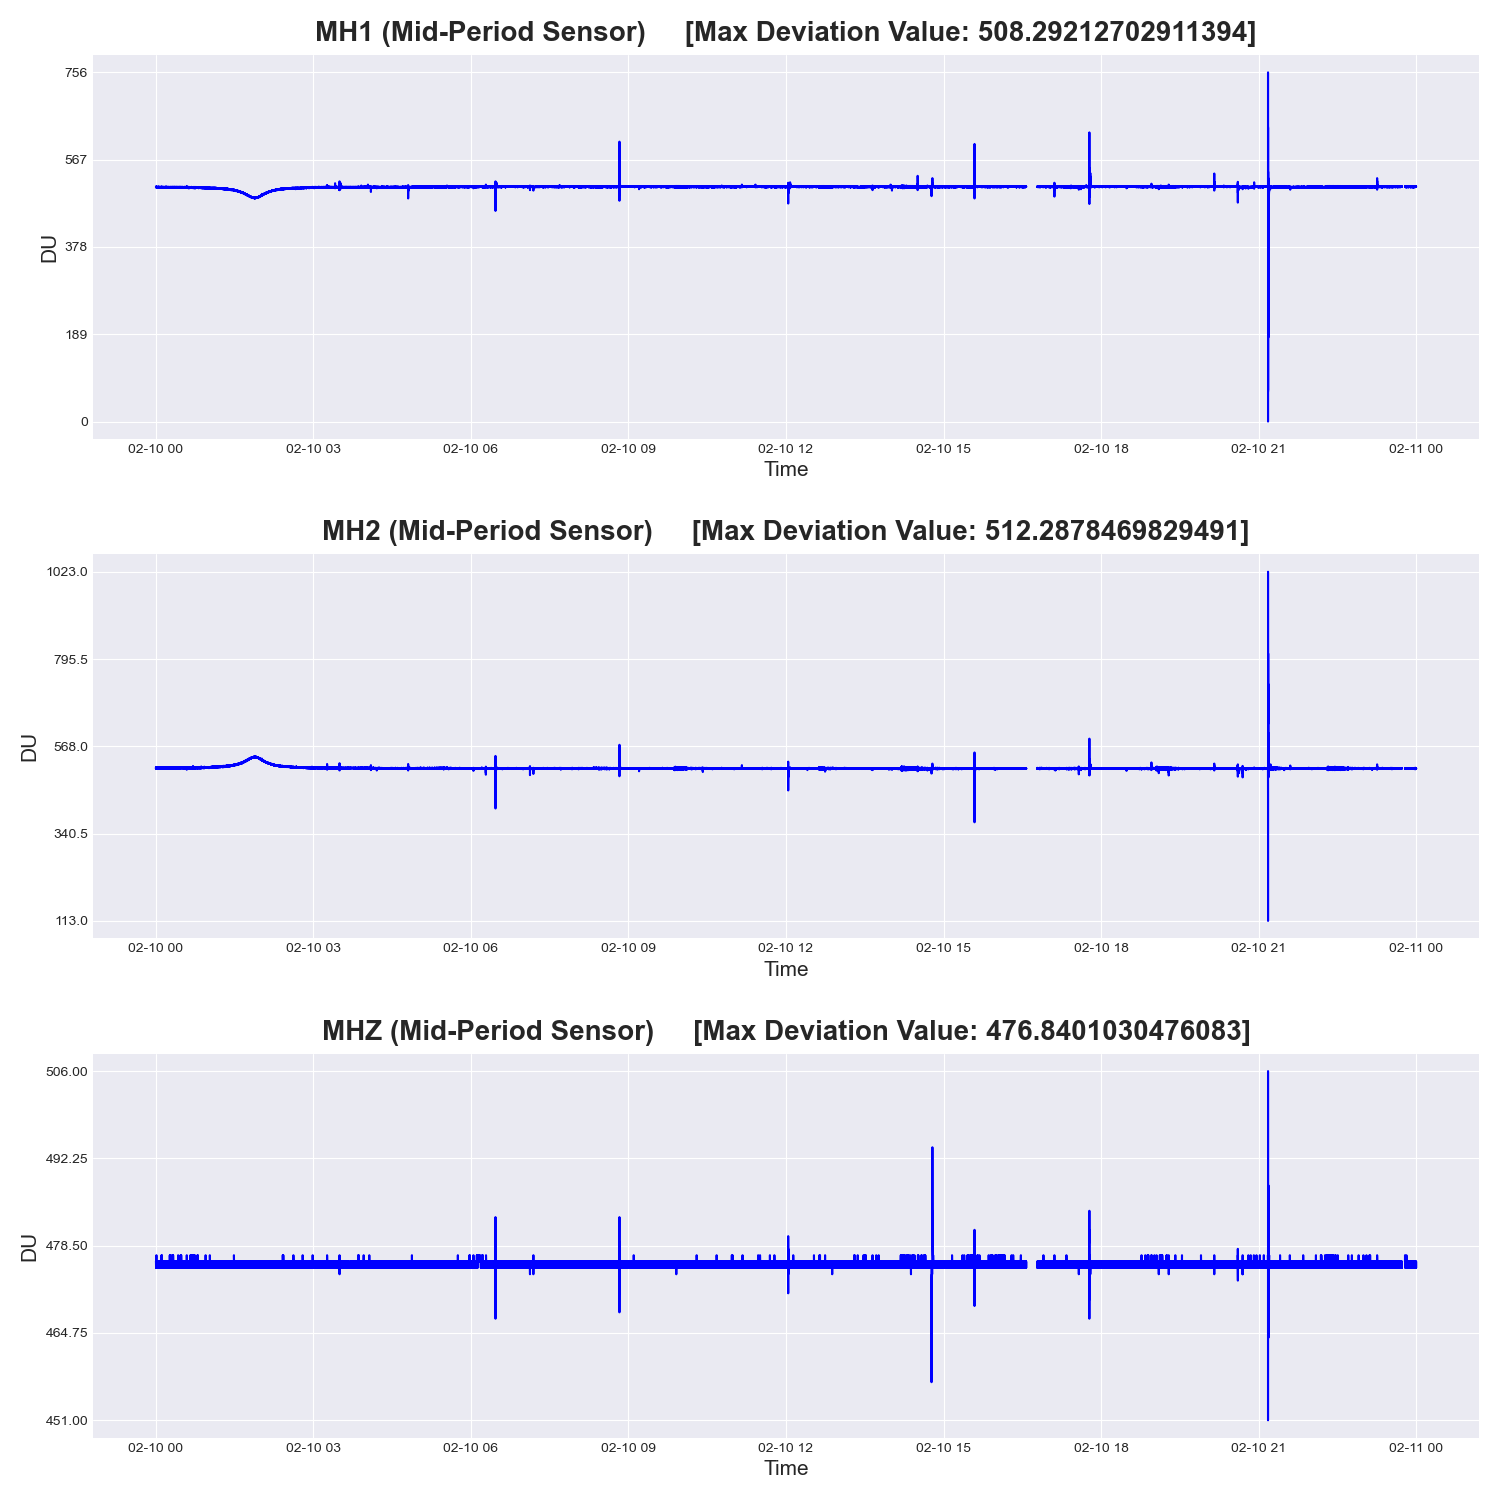 MH1 (Mid-Period Sensor) [Max Deviation Value: 508.29212702911394]
756
567
378
189
0
DU
02-10 00 02-10 03 02-10 06 02-10 09 02-10 12 02-10 15 02-10 18 02-10 21 02-11 00
Time
MH2 (Mid-Period Sensor) [Max Deviation Value: 512.2878469829491]
1023.0
795.5
568.0
340.5
113.0
DU
02-10 00 02-10 03 02-10 06 02-10 09 02-10 12 02-10 15 02-10 18 02-10 21 02-11 00
Time
MHZ (Mid-Period Sensor) [Max Deviation Value: 476.8401030476083]
506.00
492.25
478.50
464.75
451.00
DU
02-10 00 02-10 03 02-10 06 02-10 09 02-10 12 02-10 15 02-10 18 02-10 21 02-11 00
Time